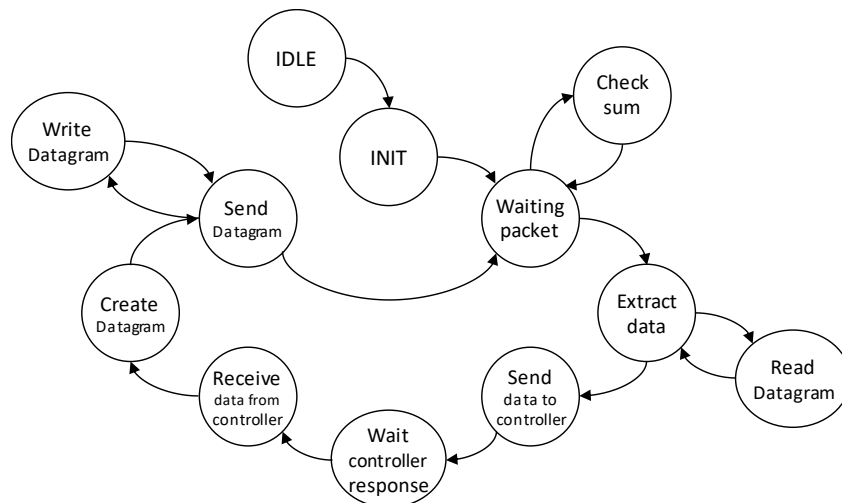 IDLE
Check
sum
Write
Datagram
INIT
Send
Datagram
Waiting
packet
Create
Datagram
Extract
data
Receive
data from
controller
Send
data to
controller
Read
Datagram
Wait
controller
response